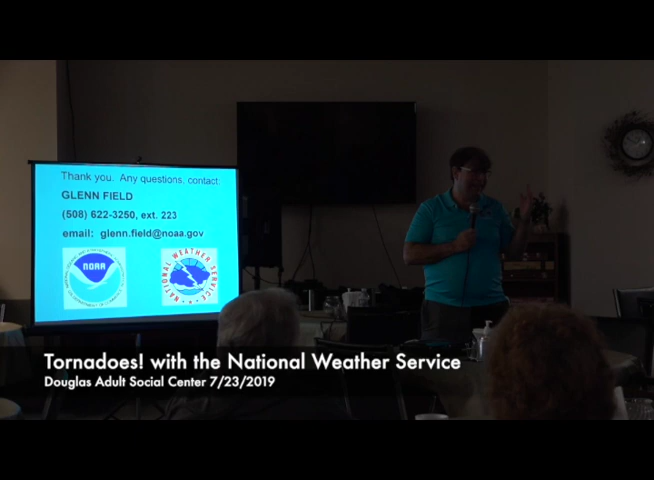 Thank you. Any questions, contact:
GLENN FIELD
(508) 622-3250, ext. 223
email: glenn.field@noaa.gov
NOAA
NATIONAL WEATHER SERVICE
Tornadoes! with the National Weather Service
Douglas Adult Social Center 7/23/2019